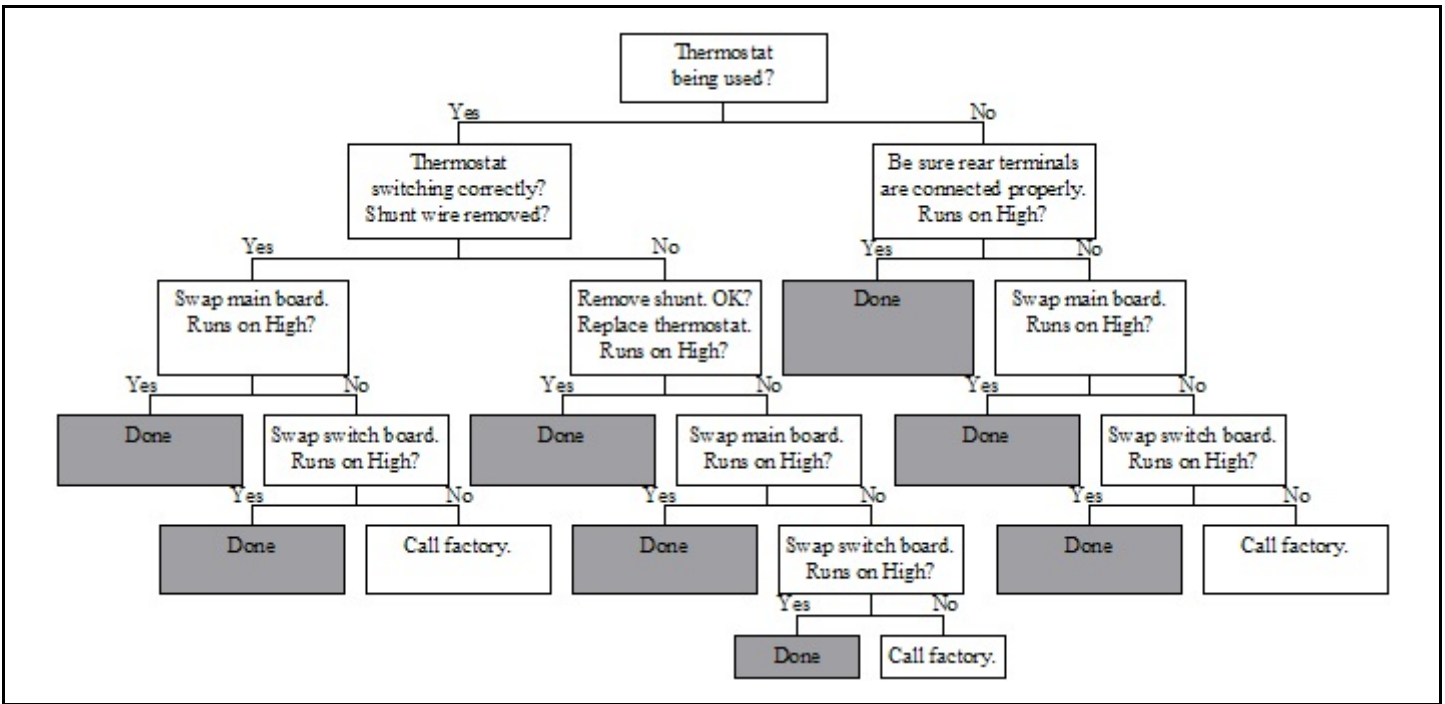 Thermostat
being used?
Yes
No
Thermostat
switching correctly?
Shunt wire removed?
Be sure rear terminals
are connected properly.
Runs on High?
Yes
No
Yes
No
Swap main board.
Runs on High?
Remove shunt. OK?
Replace thermostat.
Runs on High?
Done
Swap main board.
Runs on High?
Yes
No
Yes
No
Yes
No
Done
Swap switch board.
Runs on High?
Done
Swap main board.
Runs on High?
Done
Swap switch board.
Runs on High?
Yes
No
Yes
No
Yes
No
Done
Call factory.
Done
Swap switch board.
Runs on High?
Done
Call factory.
Yes
No
Done
Call factory.